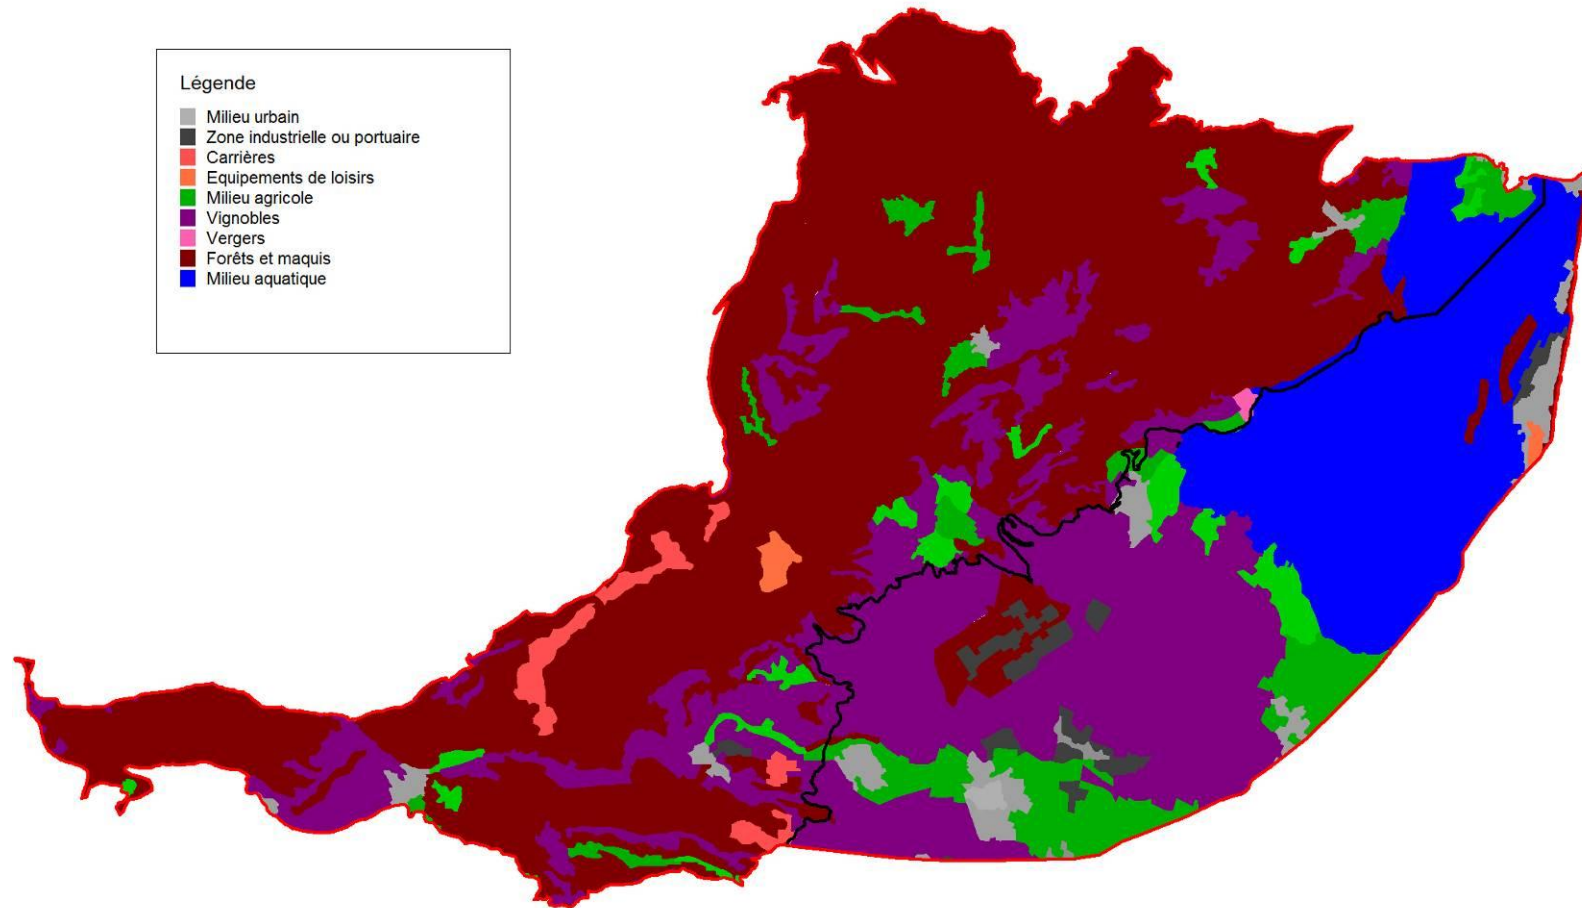 Légende
Milieu urbain
Zone industrielle ou portuaire
Carrières
Equipements de loisirs
Milieu agricole
Vignobles
Vergers
Forêts et maquis
Milieu aquatique